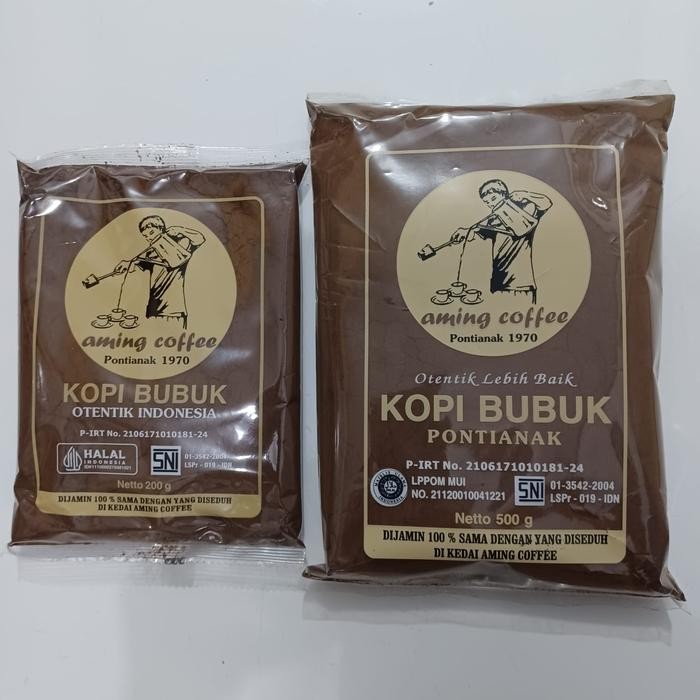 aming coffee
Pontianak 1970
KOPI BUBUK
OTENTIK INDONESIA
P-IRT No. 2106171010181-24
HALAL
INDONESIA
SNI
01-3542-2004
LSPr - 019 - IDN
Netto 200 g
DIJAMIN 100 % SAMA DENGAN YANG DISEDUH
DI KEDAI AMING COFFEE
aming coffee
Pontianak 1970
Otentik Lebih Baik
KOPI BUBUK
PONTIANAK
P-IRT No. 2106171010181-24
LPPOM MUI
NO. 21120010041221
SNI
01-3542-2004
LSPr - 019 - IDN
Netto 500 g
DIJAMIN 100 % SAMA DENGAN YANG DISEDUH
DI KEDAI AMING COFFEE